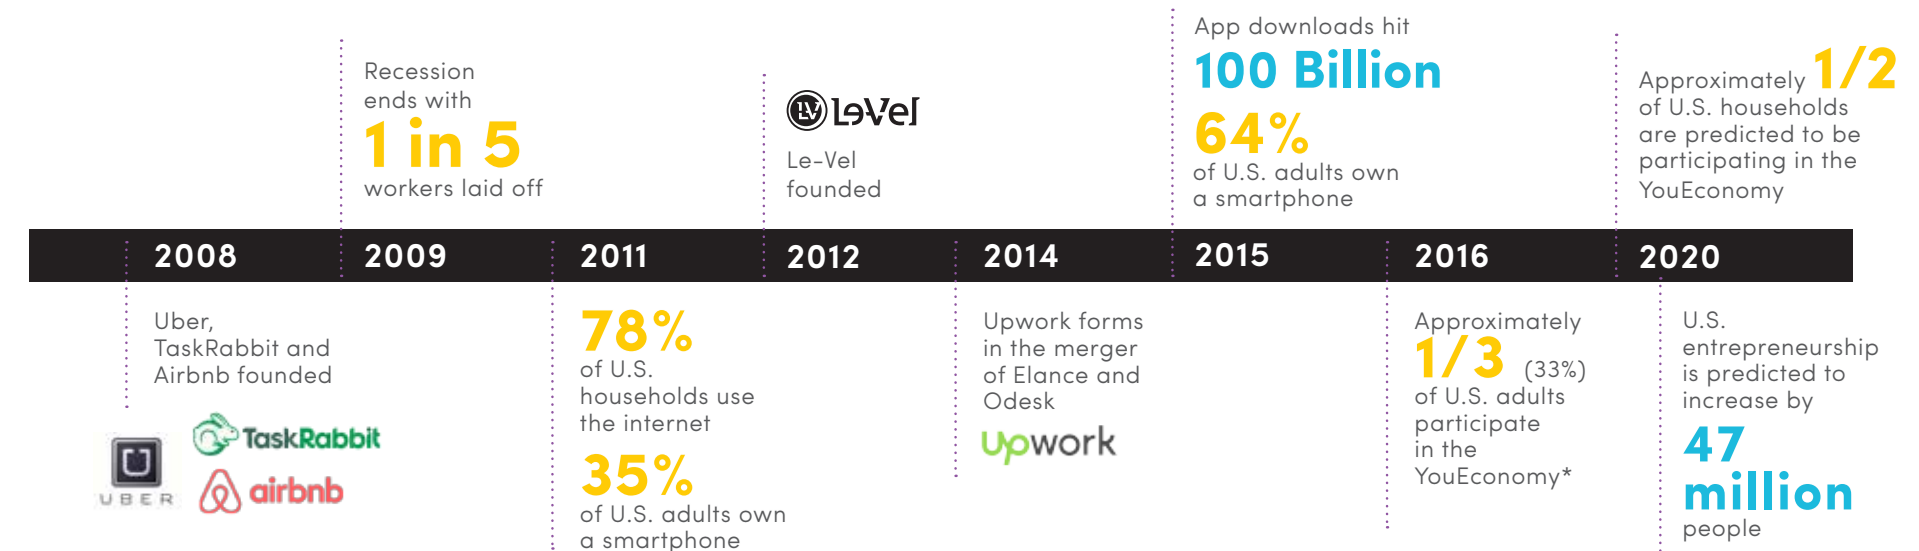 Recession
ends with
1 in 5
workers laid off
LV Le-Vel
Le-Vel
founded
App downloads hit
100 Billion
64%
of U.S. adults own
a smartphone
Approximately 1/2
of U.S. households
are predicted to be
participating in the
YouEconomy
2008 2009 2011 2012 2014 2015 2016 2020
Uber,
TaskRabbit and
Airbnb founded
U
UBER
TaskRabbit
airbnb
78%
of U.S.
households use
the internet
35%
of U.S. adults own
a smartphone
Upwork forms
in the merger
of Elance and
Odesk
upwork
Approximately
1/3 (33%)
of U.S. adults
participate
in the
YouEconomy*
U.S.
entrepreneurship
is predicted to
increase by
47
million
people